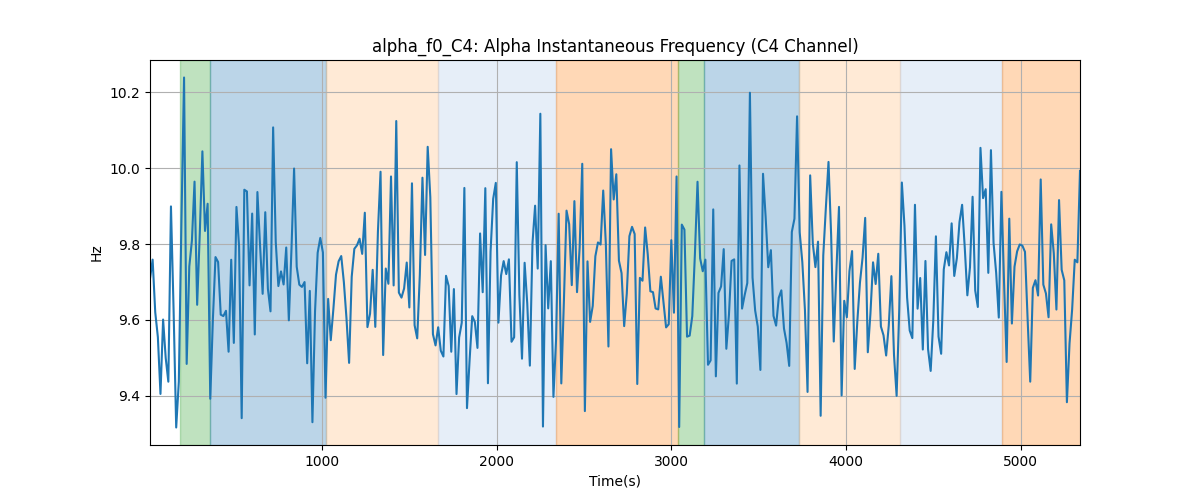 alpha_f0_C4: Alpha Instantaneous Frequency (C4 Channel)
Hz
10.2
10.0
9.8
9.6
9.4
1000 2000 3000 4000 5000
Time(s)